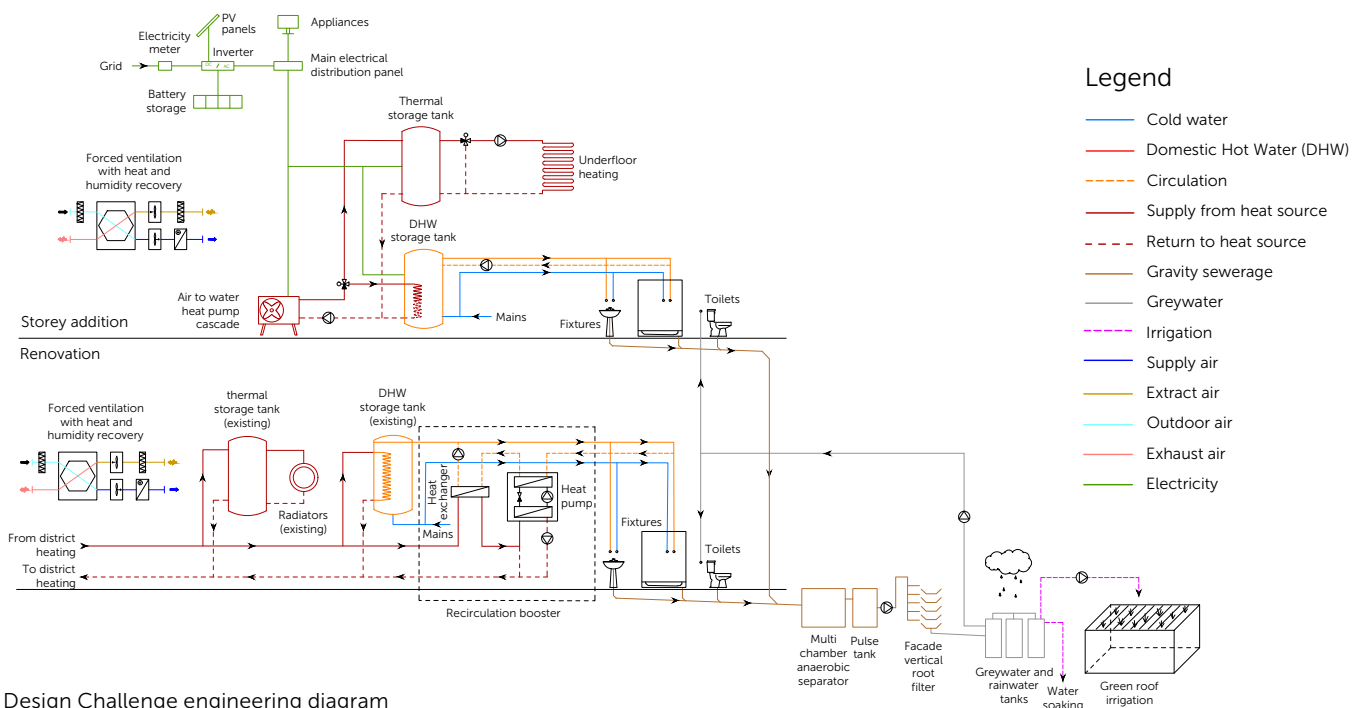 PV
panels
Appliances
Electricity
meter
Inverter
DC / AC
Grid
Main electrical
distribution panel
Battery
storage
Thermal
storage tank
Underfloor
heating
Forced ventilation
with heat and
humidity recovery
DHW
storage tank
Air to water
heat pump
cascade
Mains
Fixtures
Toilets
Storey addition
Renovation
Forced ventilation
with heat and
humidity recovery
thermal
storage tank
(existing)
DHW
storage tank
(existing)
Radiators
(existing)
Heat
exchanger
Heat
pump
Mains
Fixtures
Toilets
From district
heating
To district
heating
Recirculation booster
Multi
chamber
anaerobic
separator
Pulse
tank
Facade
vertical
root
filter
Greywater and
rainwater
tanks
Water
soaking
Green roof
irrigation
Legend
Cold water
Domestic Hot Water (DHW)
Circulation
Supply from heat source
Return to heat source
Gravity sewerage
Greywater
Irrigation
Supply air
Extract air
Outdoor air
Exhaust air
Electricity
Design Challenge engineering diagram